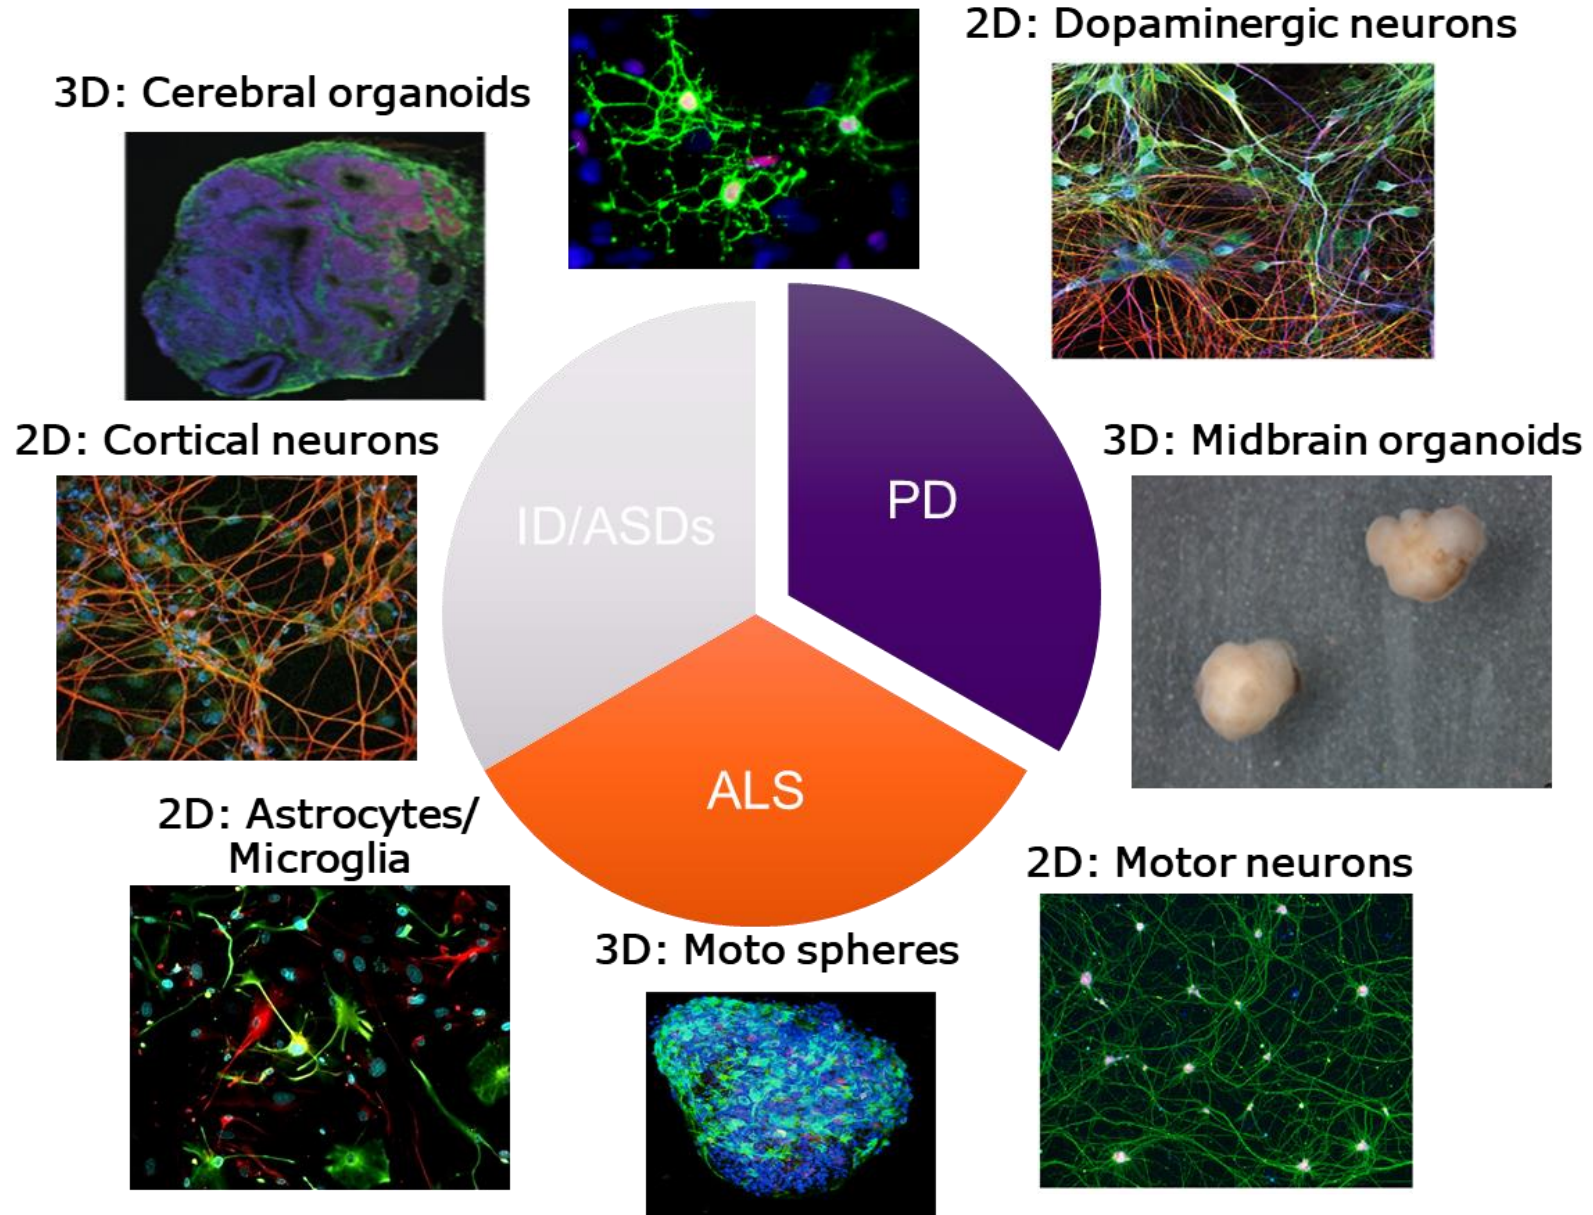 2D: Dopaminergic neurons
3D: Cerebral organoids
2D: Cortical neurons
3D: Midbrain organoids
PD
ID/ASDs
ALS
2D: Astrocytes/
Microglia
2D: Motor neurons
3D: Moto spheres